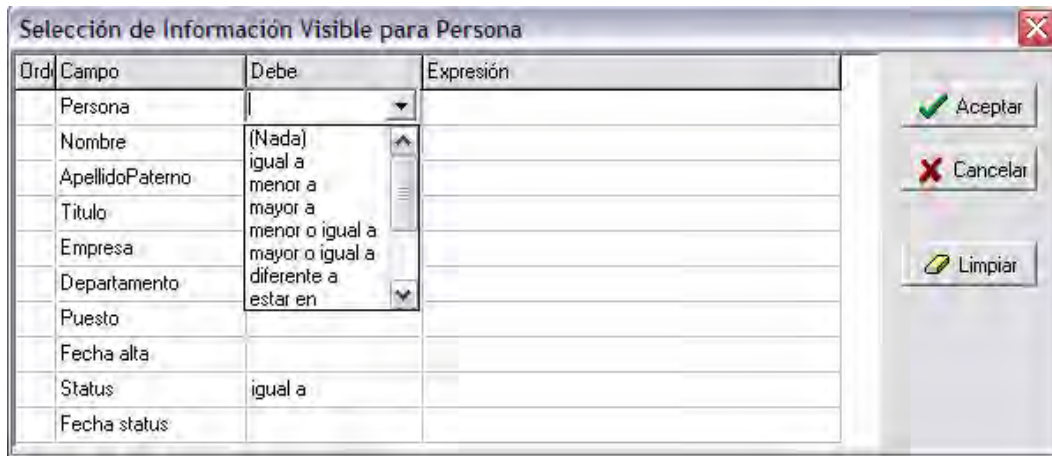 Selección de Información Visible para Persona
Ord Campo Debe Expresión
Persona
Aceptar
Nombre
(Nada)
igual a
ApellidoPaterno
menor a
Cancelar
Titulo
mayor a
menor o igual a
Empresa
mayor o igual a
Departamento
diferente a
Limpiar
estar en
Puesto
Fecha alta
Status igual a
Fecha status